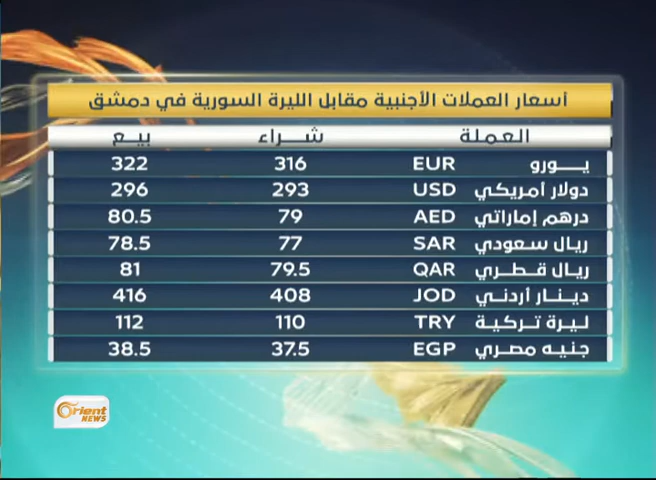 أسعار العملات الأجنبية مقابل الليرة السورية في دمشق
العملة شراء بيع
يورو EUR 316 322
دولار أمريكي USD 293 296
درهم إماراتي AED 79 80.5
ريال سعودي SAR 77 78.5
ريال قطري QAR 79.5 81
دينار أردني JOD 408 416
ليرة تركية TRY 110 112
جنيه مصري EGP 37.5 38.5
Orient
NEWS